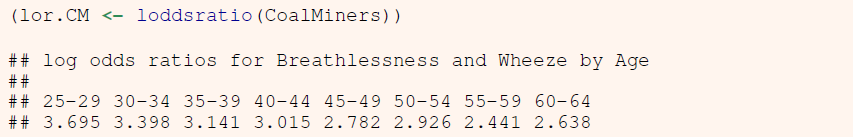 (lor.CM <- loddsratio(CoalMiners))
## log odds ratios for Breathlessness and Wheeze by Age
##
## 25-29 30-34 35-39 40-44 45-49 50-54 55-59 60-64
## 3.695 3.398 3.141 3.015 2.782 2.926 2.441 2.638